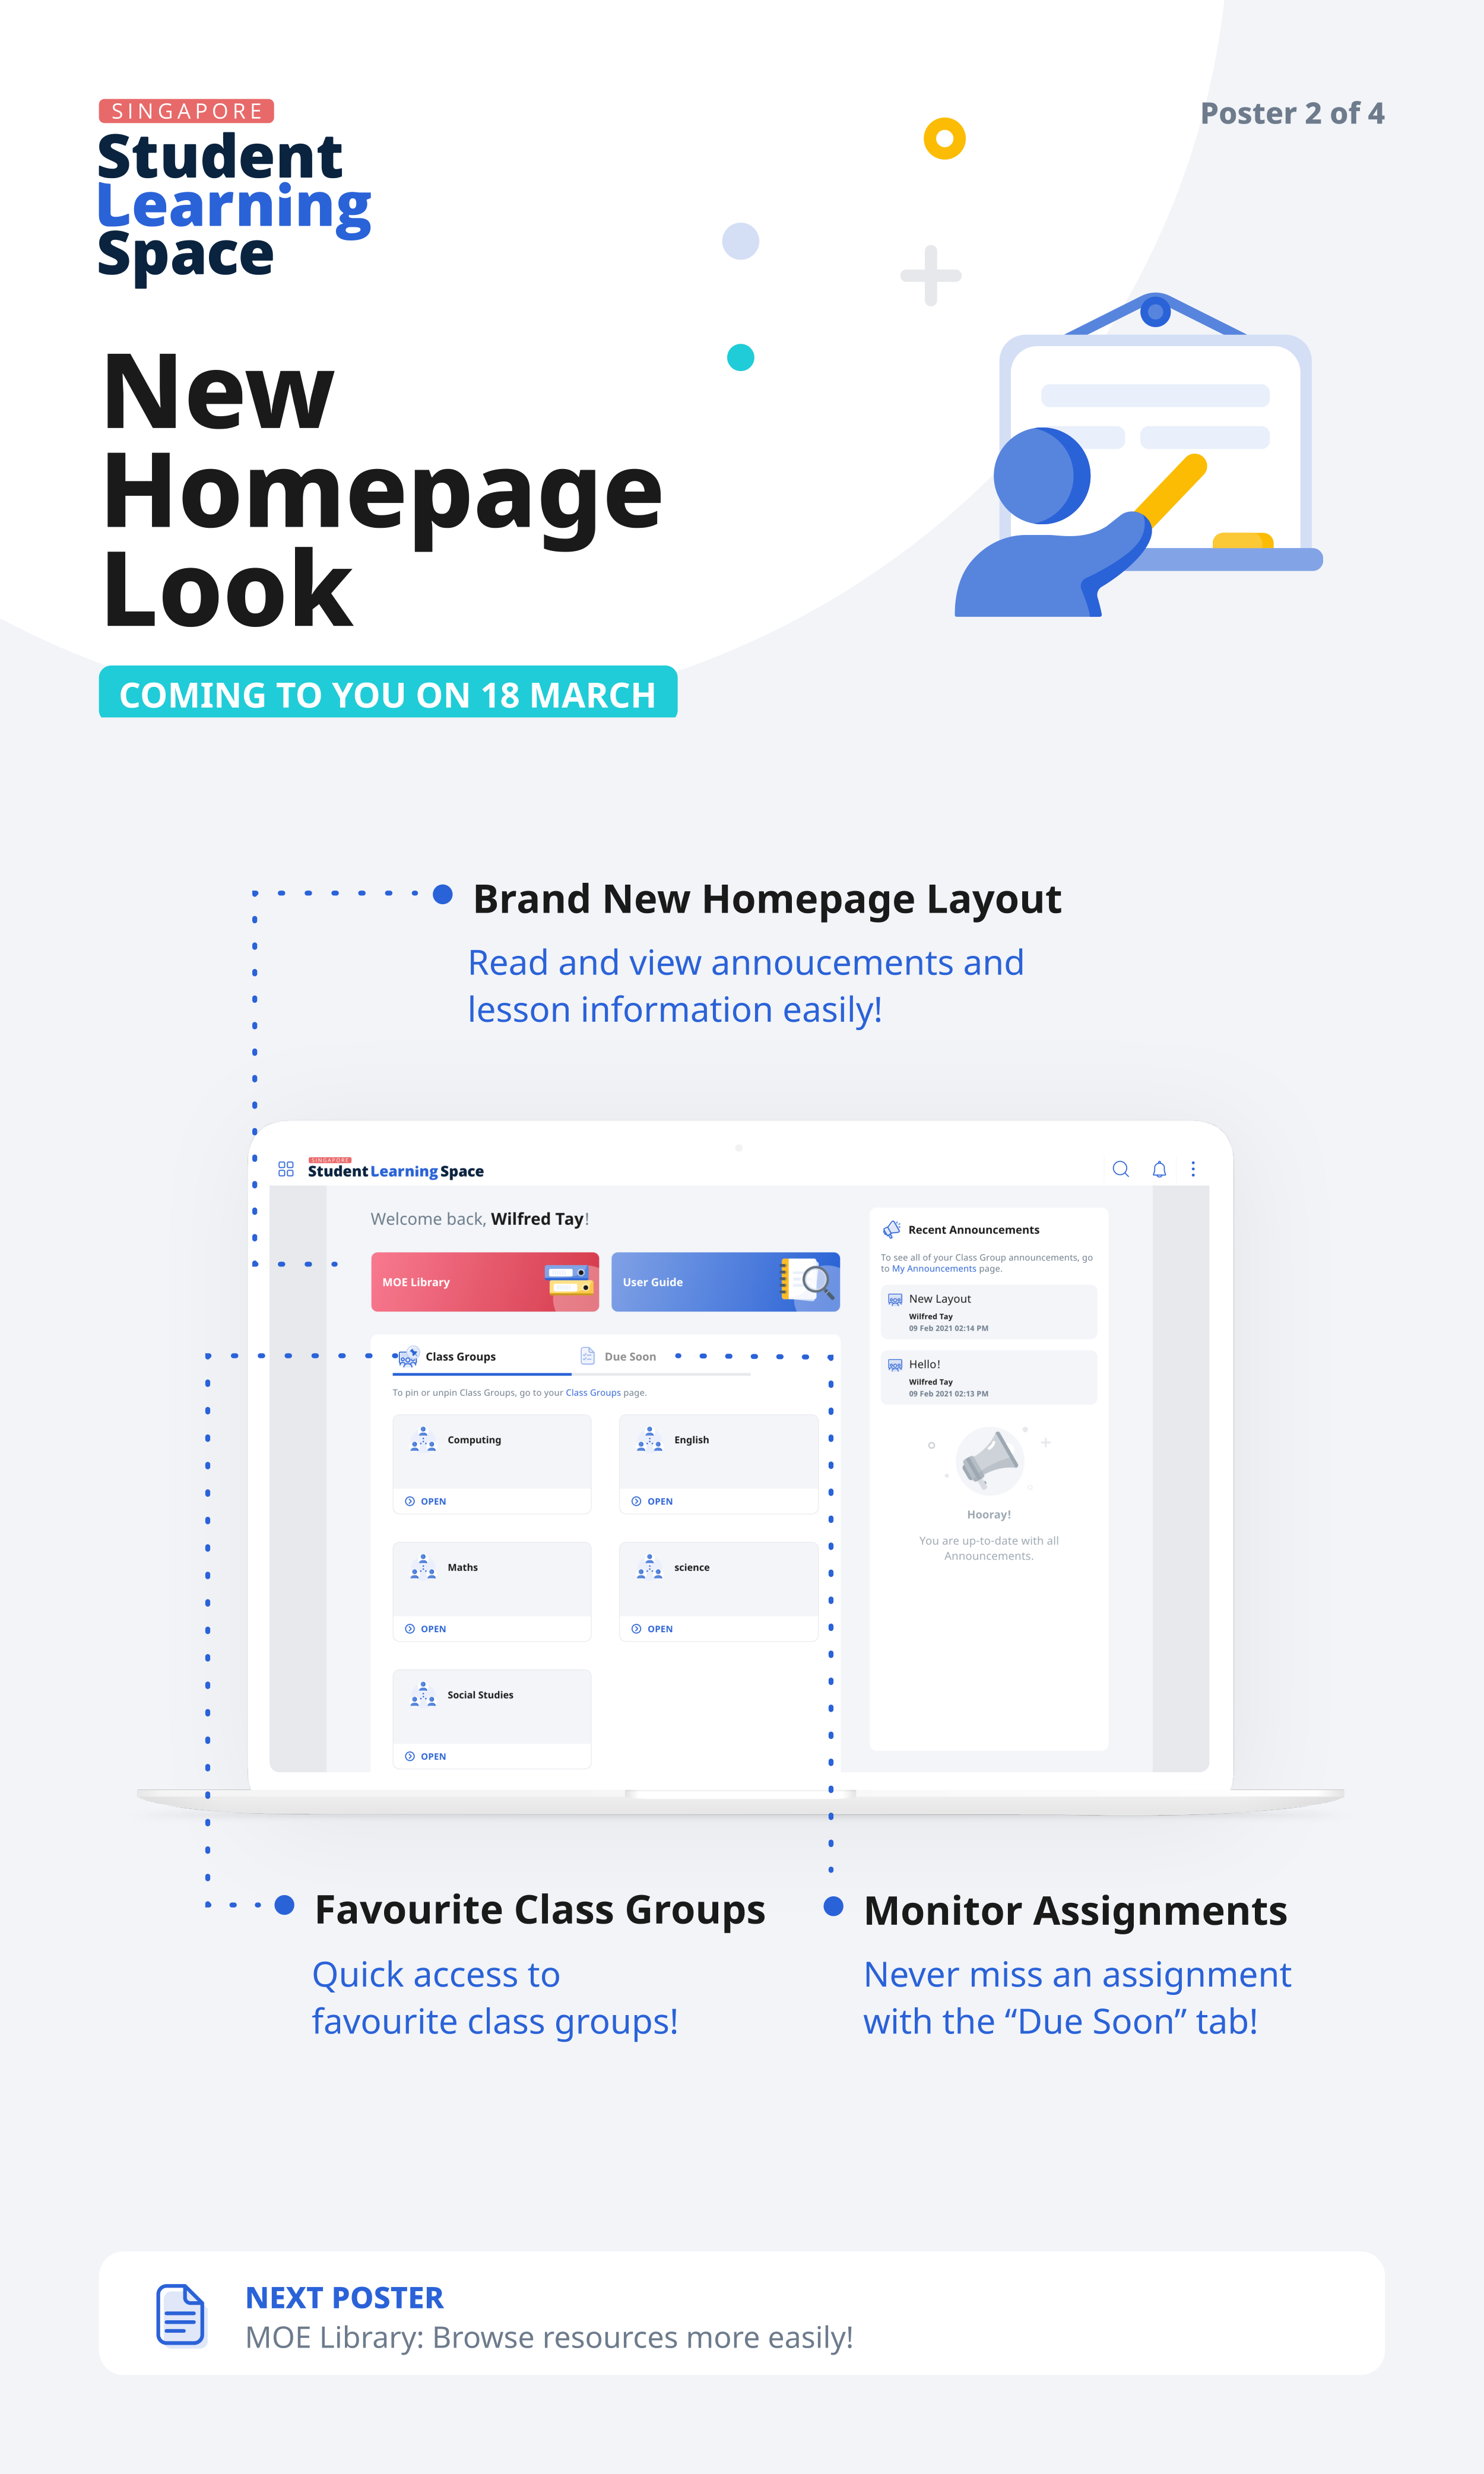 SINGAPORE
Student
Learning
Space
Poster 2 of 4
New
Homepage
Look
COMING TO YOU ON 18 MARCH
Brand New Homepage Layout
Read and view annoucements and
lesson information easily!
SINGAPORE
Student Learning Space
Welcome back, Wilfred Tay!
MOE Library
User Guide
Class Groups
Due Soon
To pin or unpin Class Groups, go to your Class Groups page.
Computing
OPEN
English
OPEN
Maths
OPEN
science
OPEN
Social Studies
OPEN
Recent Announcements
To see all of your Class Group announcements, go
to My Announcements page.
New Layout
Wilfred Tay
09 Feb 2021 02:14 PM
Hello!
Wilfred Tay
09 Feb 2021 02:13 PM
Hooray!
You are up-to-date with all
Announcements.
Favourite Class Groups
Quick access to
favourite class groups!
Monitor Assignments
Never miss an assignment
with the “Due Soon” tab!
NEXT POSTER
MOE Library: Browse resources more easily!